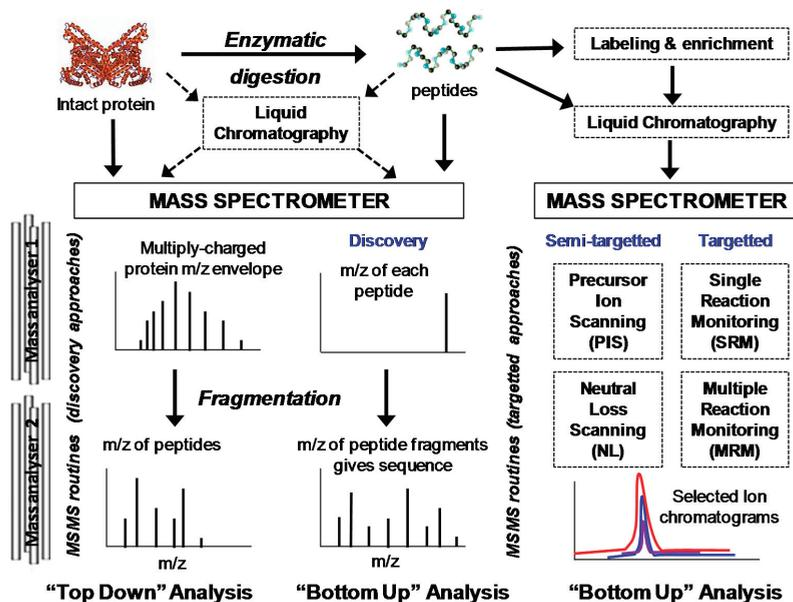 Enzymatic
digestion
Intact protein
peptides
Liquid
Chromatography
Labeling & enrichment
Liquid Chromatography
MASS SPECTROMETER
MASS SPECTROMETER
Mass analyser 1
Mass analyser 2
MSMS routines (discovery approaches)
Multiply-charged
protein m/z envelope
Discovery
m/z of each
peptide
Fragmentation
m/z of peptides
m/z of peptide fragments
gives sequence
m/z
m/z
"Top Down" Analysis
"Bottom Up" Analysis
MSMS routines (targetted approaches)
Semi-targetted
Targetted
Precursor
Ion
Scanning
(PIS)
Single
Reaction
Monitoring
(SRM)
Neutral
Loss
Scanning
(NL)
Multiple
Reaction
Monitoring
(MRM)
Selected Ion
chromatograms
"Bottom Up" Analysis